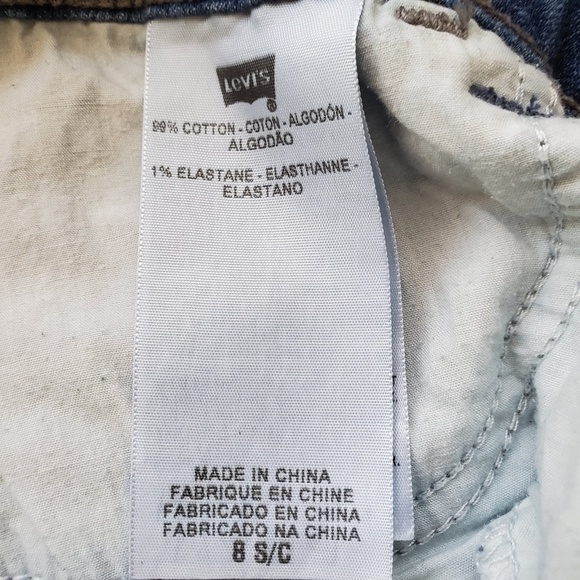 LEVI'S
®
99% COTTON - COTON - ALGODÓN -
ALGODÃO
1% ELASTANE - ELASTHANNE -
ELASTANO
MADE IN CHINA
FABRIQUE EN CHINE
FABRICADO EN CHINA
FABRICADO NA CHINA
8 S/C